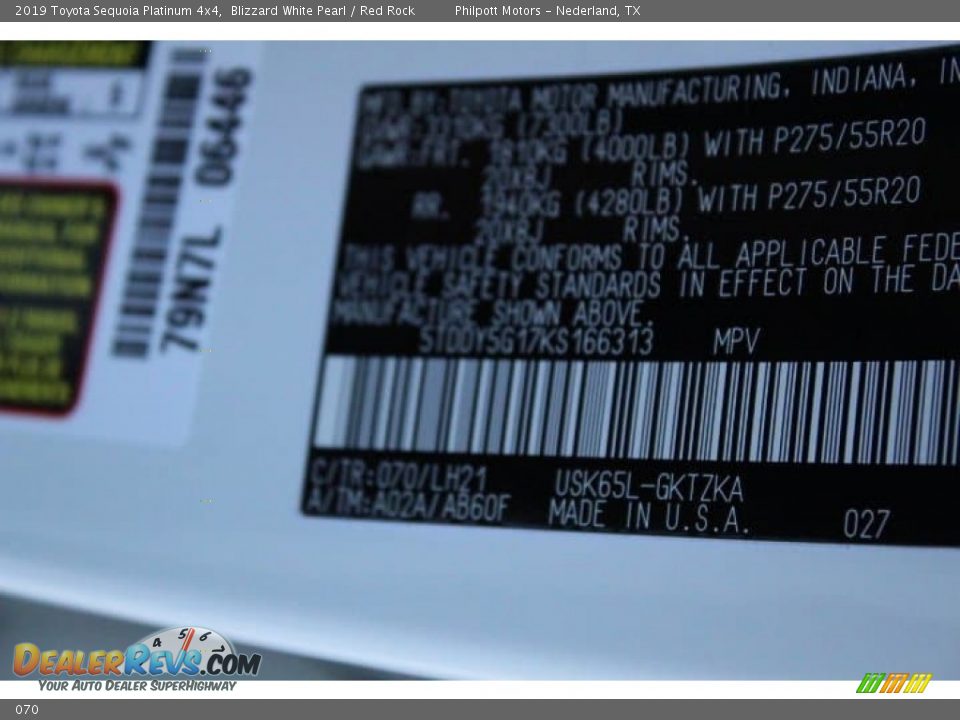 2019 Toyota Sequoia Platinum 4x4, Blizzard White Pearl / Red Rock Philpott Motors – Nederland, TX
MFD. BY: TOYOTA MOTOR MANUFACTURING, INDIANA, IN
GVWR: 3310KG (7300LB)
GAWR: FRT. 1810KG (4000LB) WITH P275/55R20
20X8J RIMS.
RR. 1940KG (4280LB) WITH P275/55R20
20X8J RIMS.
THIS VEHICLE CONFORMS TO ALL APPLICABLE FEDE
VEHICLE SAFETY STANDARDS IN EFFECT ON THE DA
MANUFACTURE SHOWN ABOVE.
5TDDY5G17KS166313 MPV
C/TR:070/LH21 USK65L-GKTZKA
A/TM:A02A/AB60F MADE IN U.S.A. 027
79N7L 06446
4 5 6
DEALERREVS.COM
YOUR AUTO DEALER SUPERHIGHWAY
070